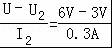 U-U₂/I₂ = 6V-3V/0.3A